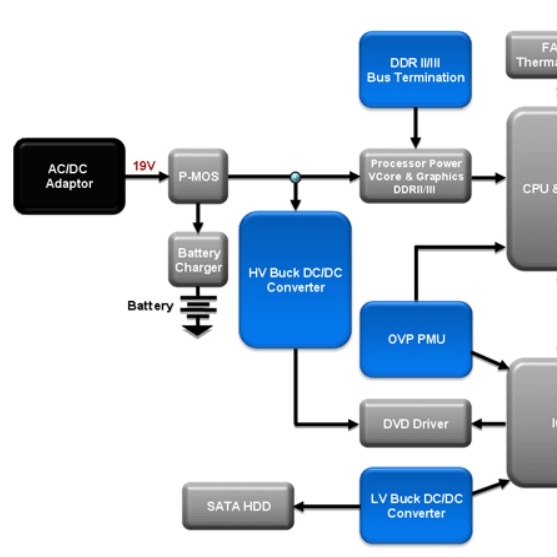 DDR II/III
Bus Termination
FA
Therma
AC/DC
Adaptor
19V
P-MOS
Processor Power
VCore & Graphics
DDRII/III
CPU &
Battery
Charger
HV Buck DC/DC
Converter
Battery
OVP PMU
DVD Driver
SATA HDD
LV Buck DC/DC
Converter